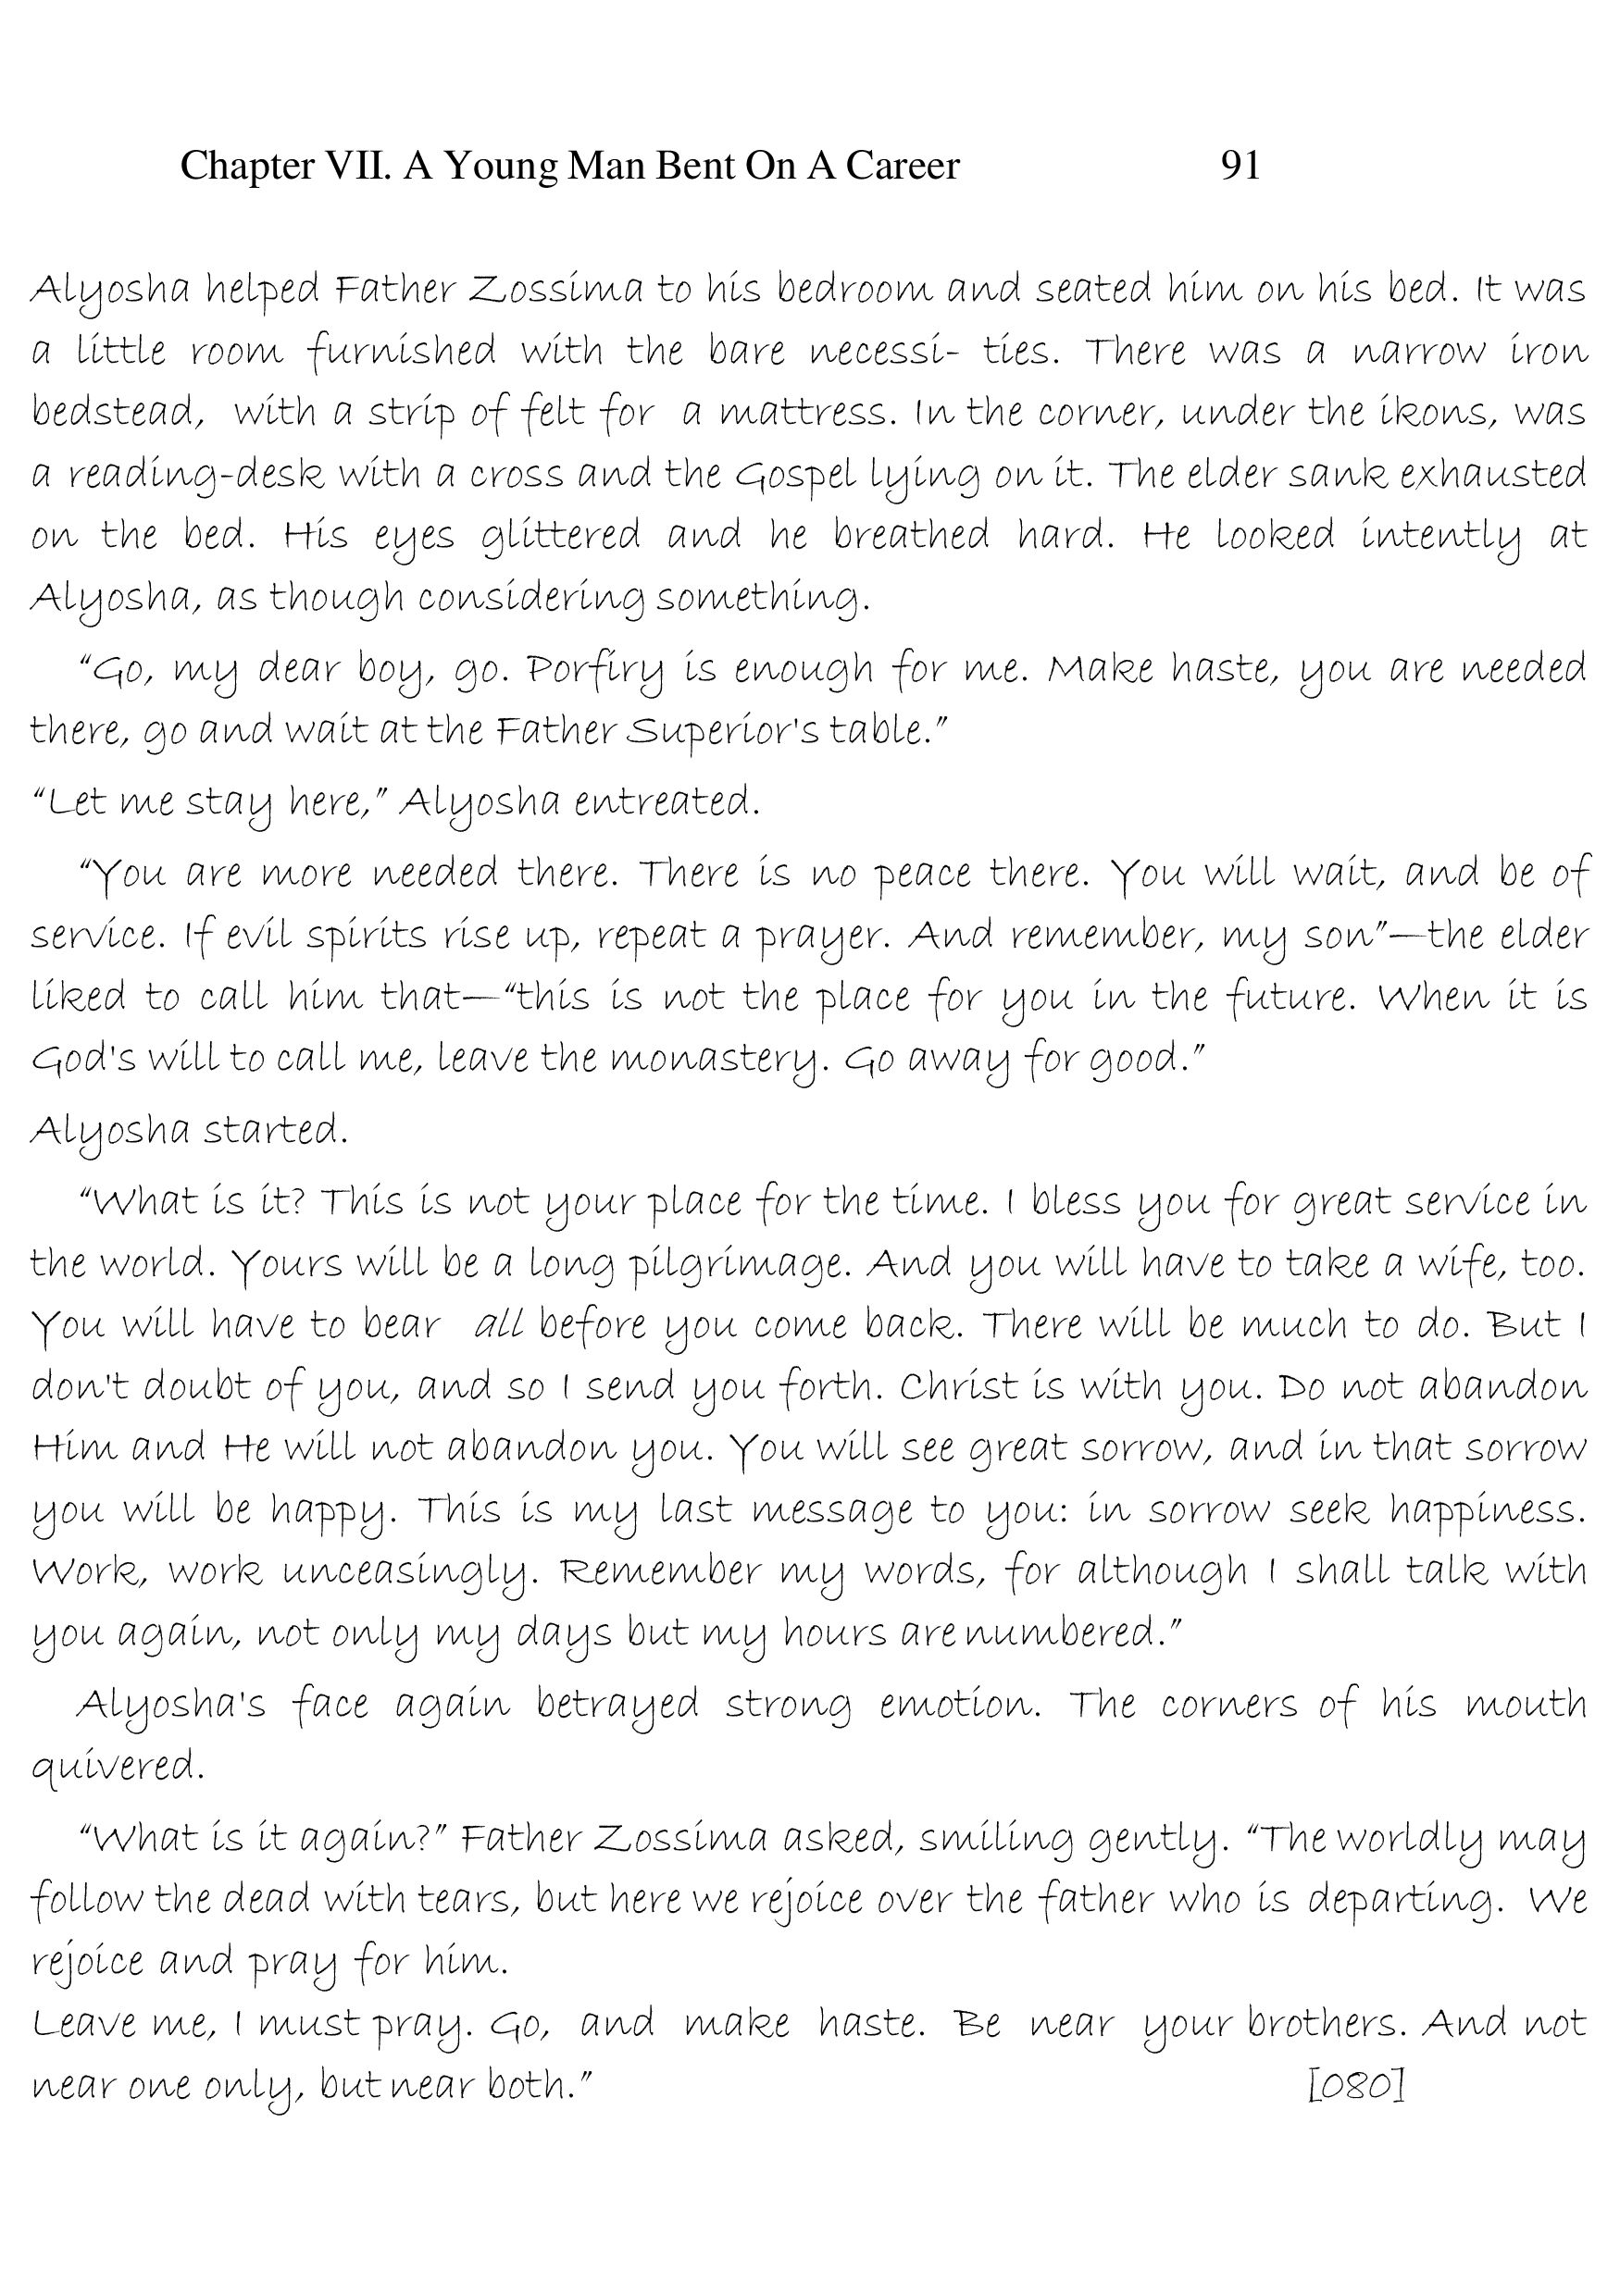 Chapter VII. A Young Man Bent On A Career 91
Alyosha helped Father Zossima to his bedroom and seated him on his bed. It was
a little room furnished with the bare necessi- ties. There was a narrow iron
bedstead, with a strip of felt for a mattress. In the corner, under the ikons, was
a reading-desk with a cross and the Gospel lying on it. The elder sank exhausted
on the bed. His eyes glittered and he breathed hard. He looked intently at
Alyosha, as though considering something.
“Go, my dear boy, go. Porfiry is enough for me. Make haste, you are needed
there, go and wait at the Father Superior's table.”
“Let me stay here,” Alyosha entreated.
“You are more needed there. There is no peace there. You will wait, and be of
service. If evil spirits rise up, repeat a prayer. And remember, my son”—the elder
liked to call him that—“this is not the place for you in the future. When it is
God's will to call me, leave the monastery. Go away for good.”
Alyosha started.
“What is it? This is not your place for the time. I bless you for great service in
the world. Yours will be a long pilgrimage. And you will have to take a wife, too.
You will have to bear all before you come back. There will be much to do. But I
don't doubt of you, and so I send you forth. Christ is with you. Do not abandon
Him and He will not abandon you. You will see great sorrow, and in that sorrow
you will be happy. This is my last message to you: in sorrow seek happiness.
Work, work unceasingly. Remember my words, for although I shall talk with
you again, not only my days but my hours are numbered.”
Alyosha's face again betrayed strong emotion. The corners of his mouth
quivered.
“What is it again?” Father Zossima asked, smiling gently. “The worldly may
follow the dead with tears, but here we rejoice over the father who is departing. We
rejoice and pray for him.
Leave me, I must pray. Go, and make haste. Be near your brothers. And not
near one only, but near both.” [080]